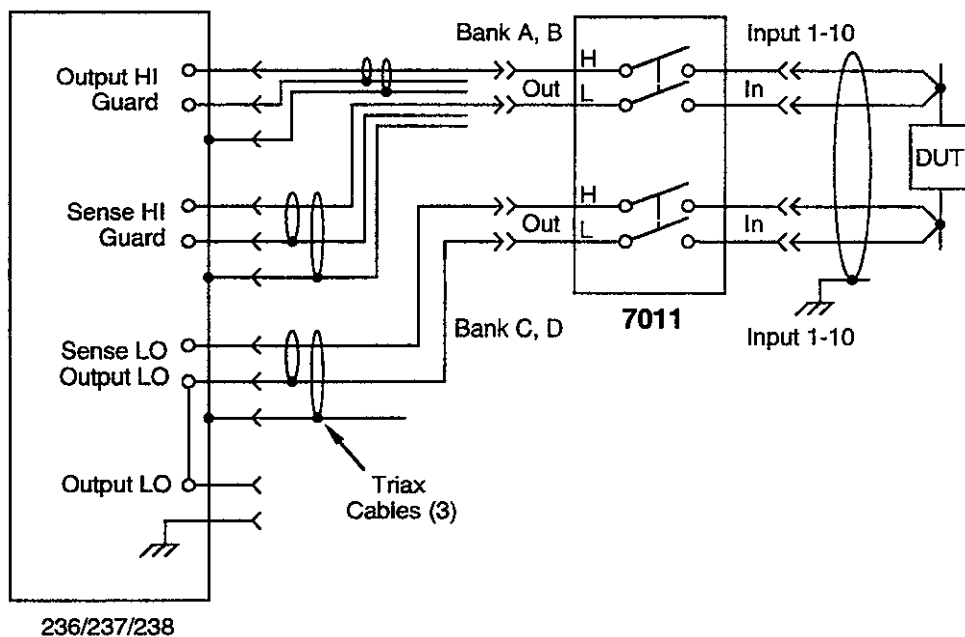 Bank A, B
Input 1-10
Output HI
Guard
H
Out
L
In
DUT
Sense HI
Guard
H
Out
L
In
7011
Sense LO
Output LO
Bank C, D
Input 1-10
Output LO
Triax
Cables (3)
236/237/238